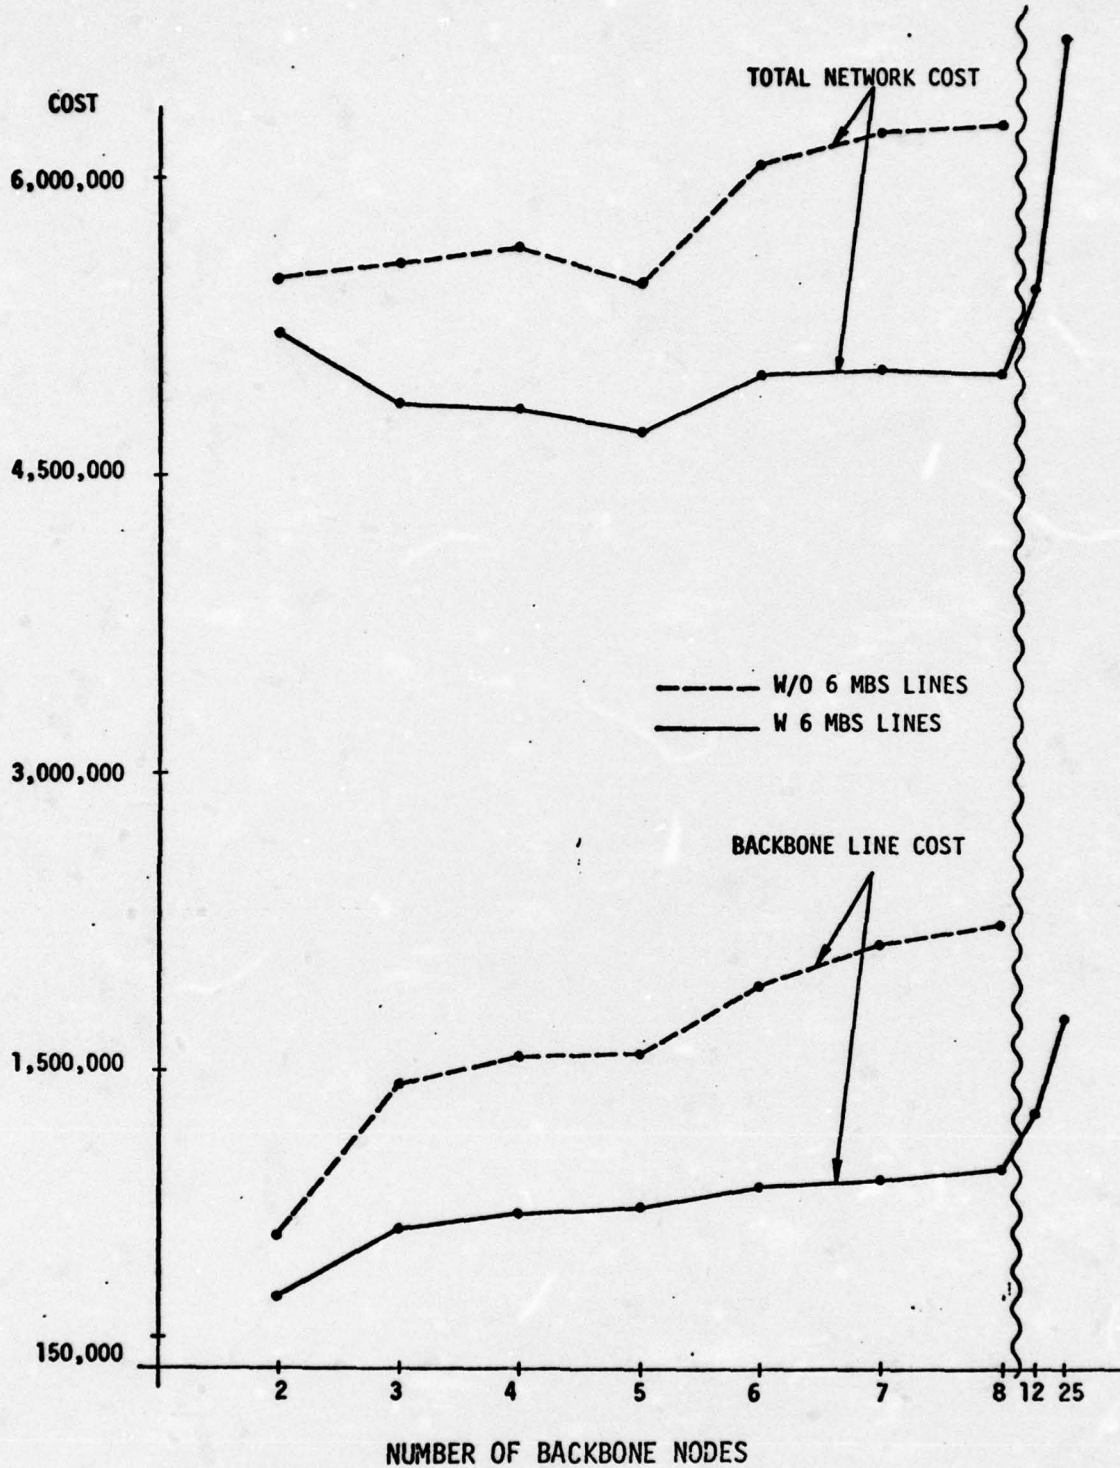 TOTAL NETWORK COST
COST
6,000,000
4,500,000
W/O 6 MBS LINES
W 6 MBS LINES
3,000,000
BACKBONE LINE COST
1,500,000
150,000
2 3 4 5 6 7 8 12 25
NUMBER OF BACKBONE NODES